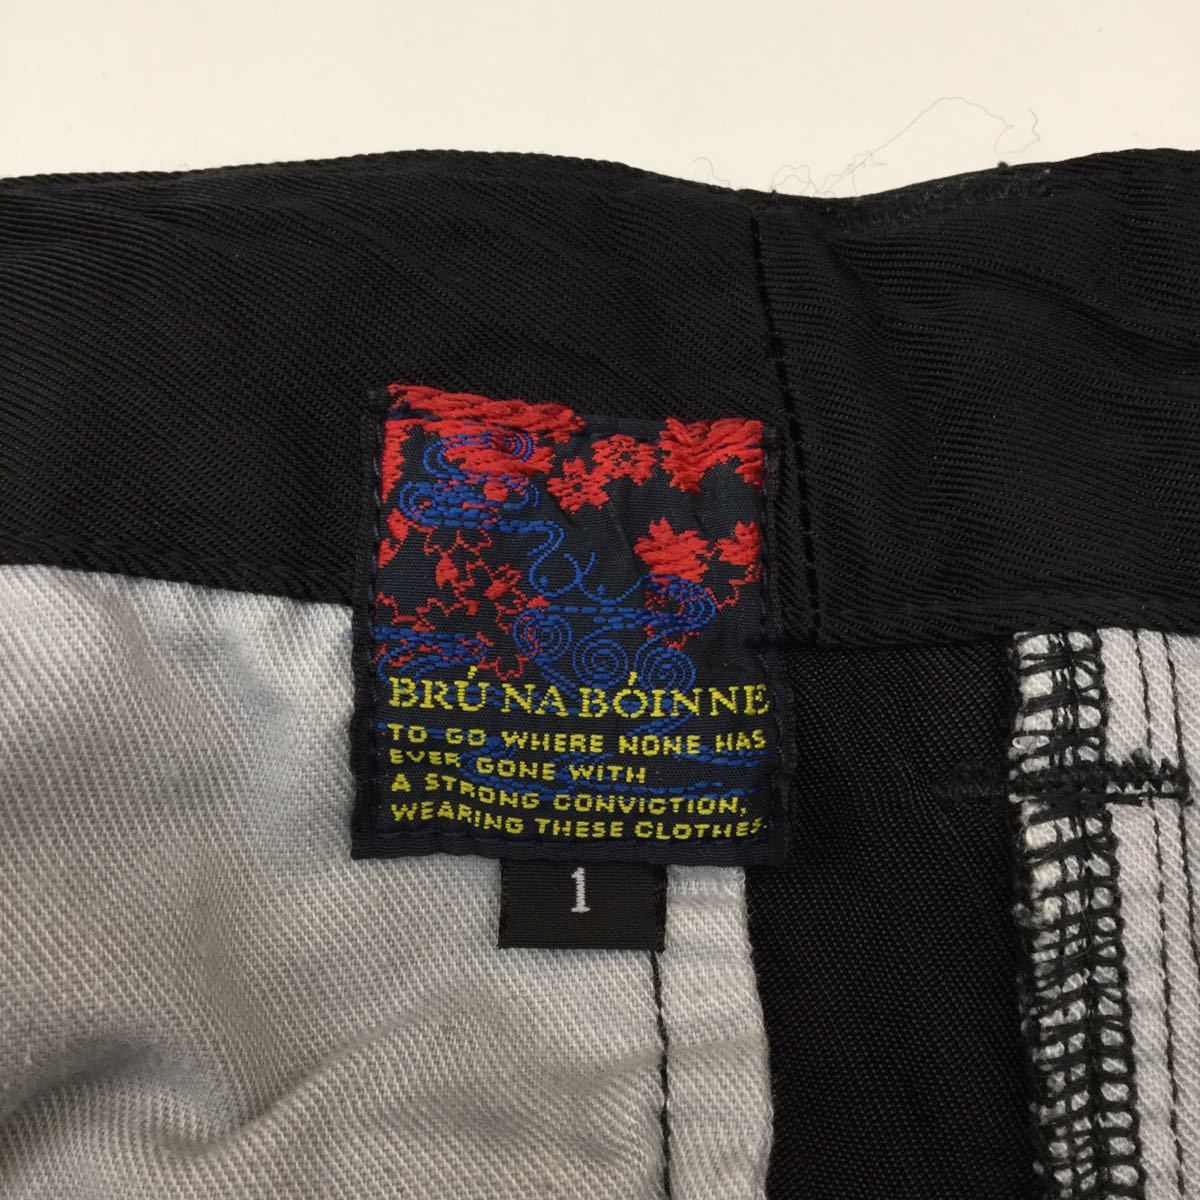 BRÚ NA BÓINNE
TO GO WHERE NONE HAS
EVER GONE WITH
A STRONG CONVICTION,
WEARING THESE CLOTHES.
1